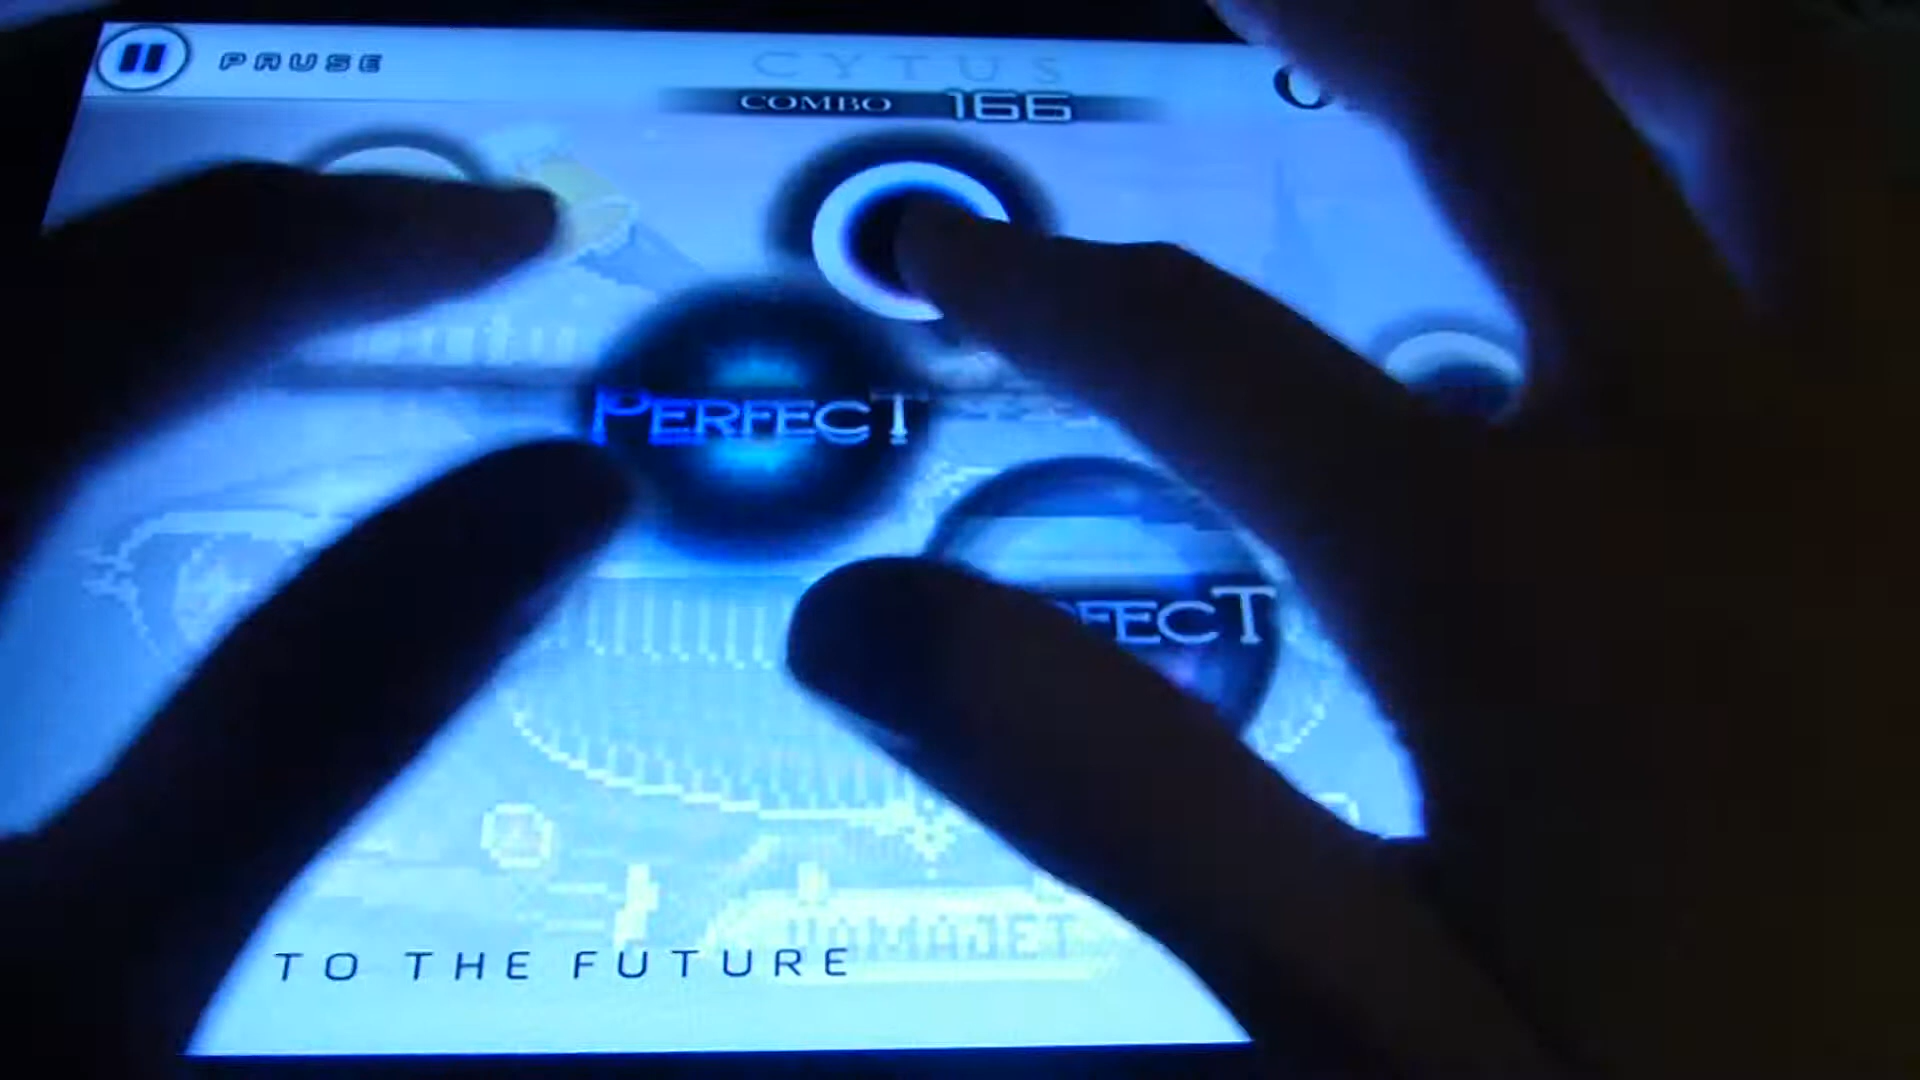 PAUSE
CYTUS
COMBO 166
PERFECT
FECT
TO THE FUTURE